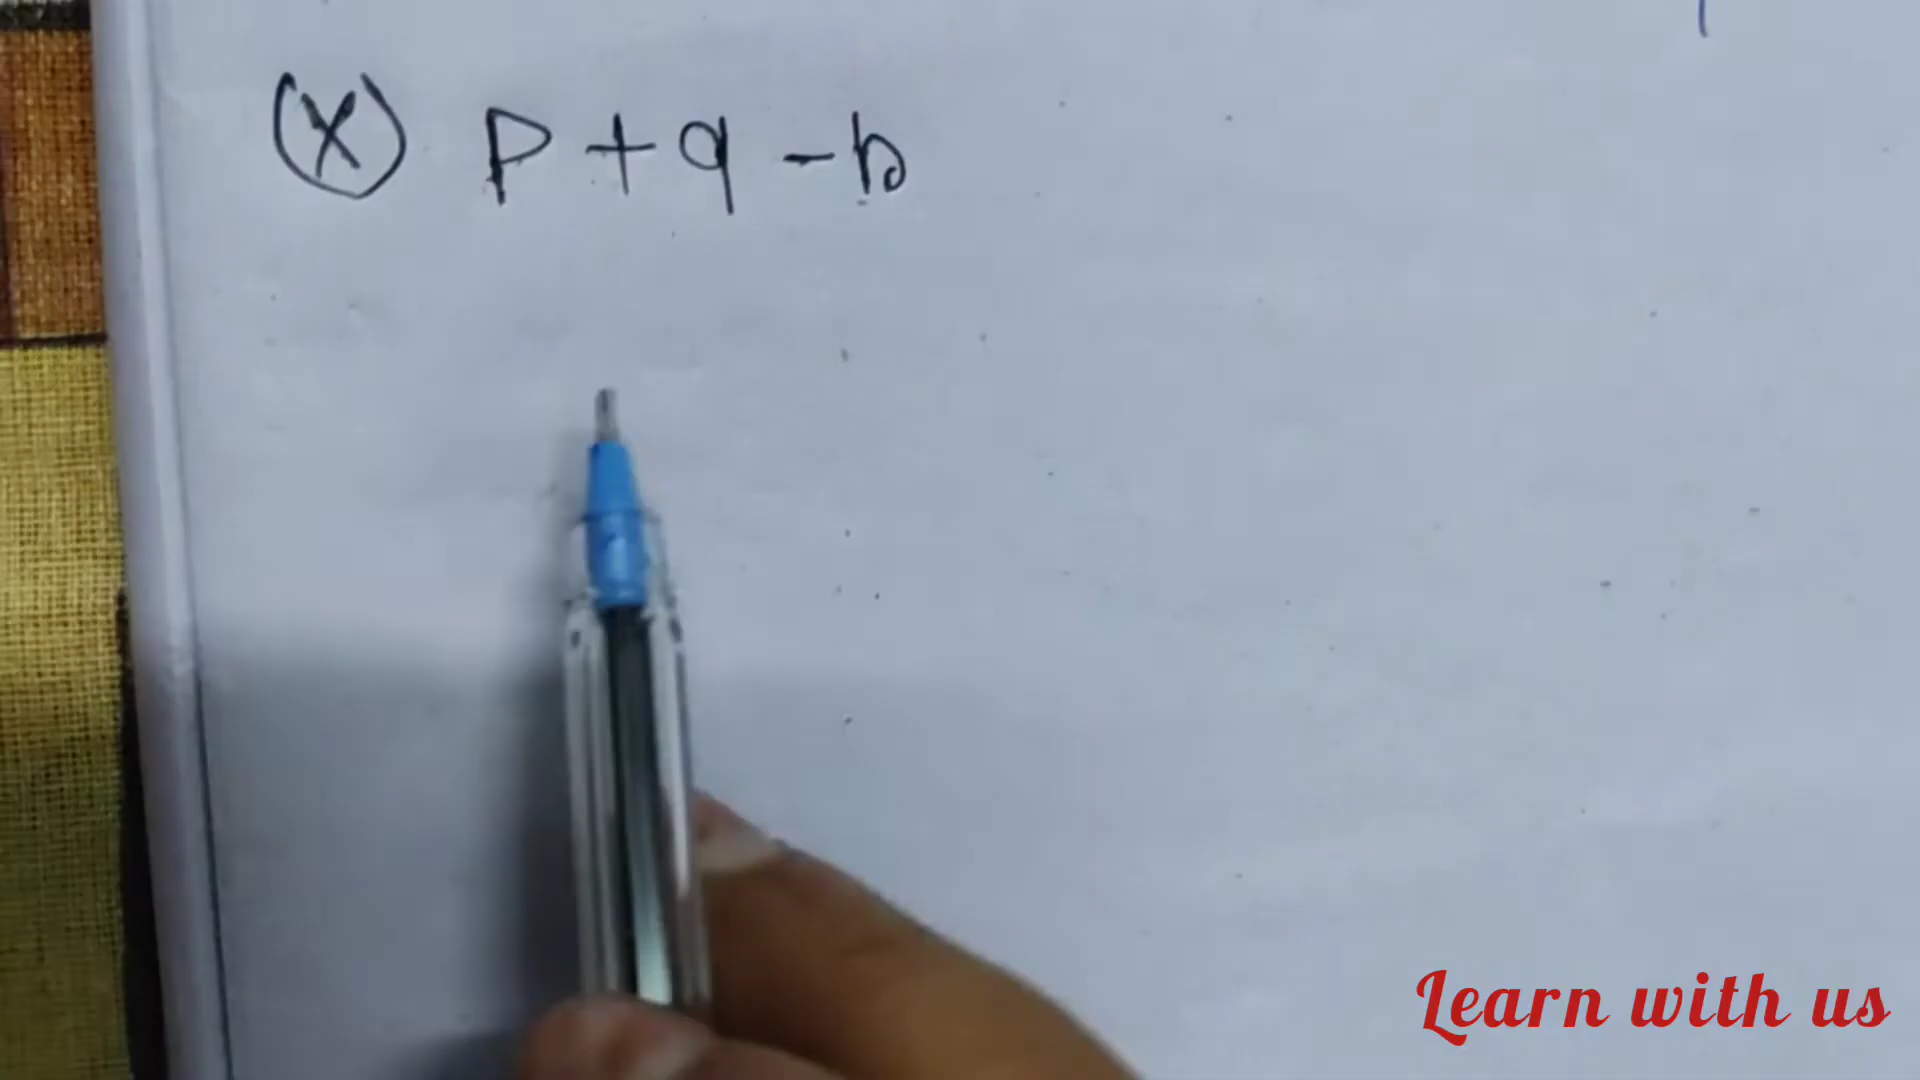 (x) p + q - b
Learn with us